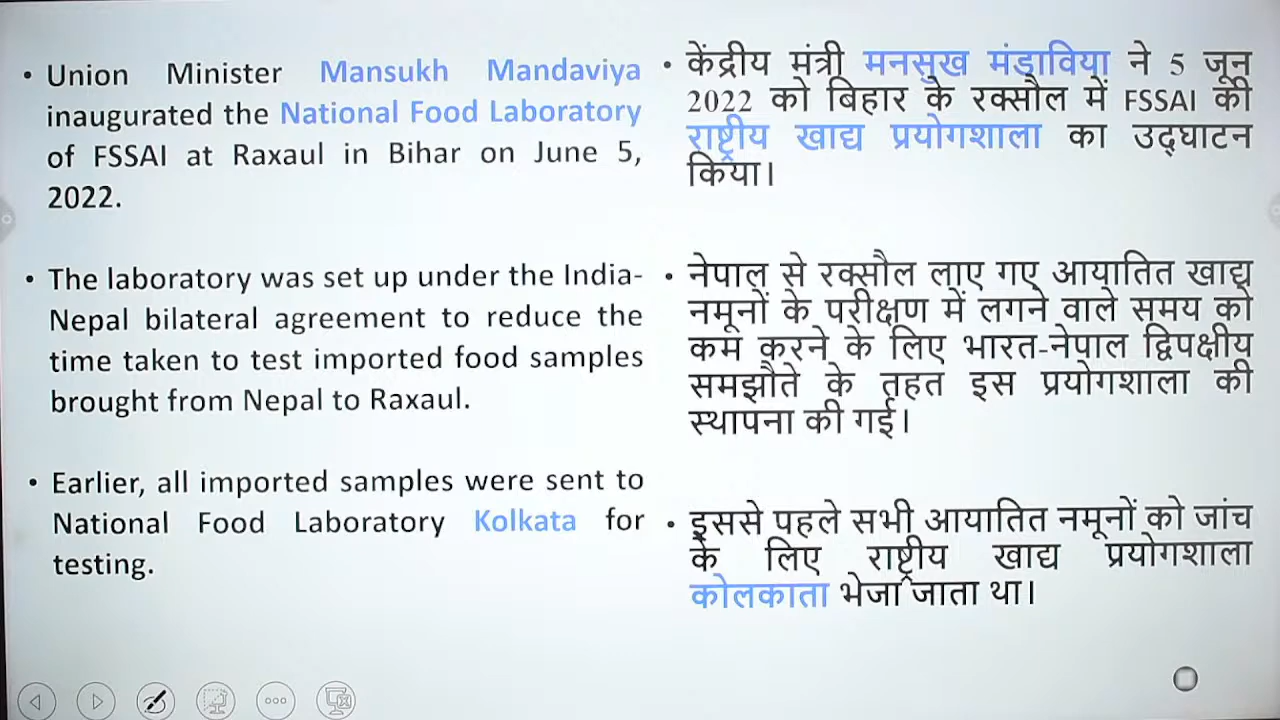 • Union Minister Mansukh Mandaviya
inaugurated the National Food Laboratory
of FSSAI at Raxaul in Bihar on June 5,
2022.
• The laboratory was set up under the India-
Nepal bilateral agreement to reduce the
time taken to test imported food samples
brought from Nepal to Raxaul.
• Earlier, all imported samples were sent to
National Food Laboratory Kolkata for
testing.
• केंद्रीय मंत्री मनसुख मंडाविया ने 5 जून
2022 को बिहार के रक्सौल में FSSAI की
राष्ट्रीय खाद्य प्रयोगशाला का उद्घाटन
किया।
• नेपाल से रक्सौल लाए गए आयातित खाद्य
नमूनों के परीक्षण में लगने वाले समय को
कम करने के लिए भारत-नेपाल द्विपक्षीय
समझौते के तहत इस प्रयोगशाला की
स्थापना की गई।
• इससे पहले सभी आयातित नमूनों को जांच
के लिए राष्ट्रीय खाद्य प्रयोगशाला
कोलकाता भेजा जाता था।